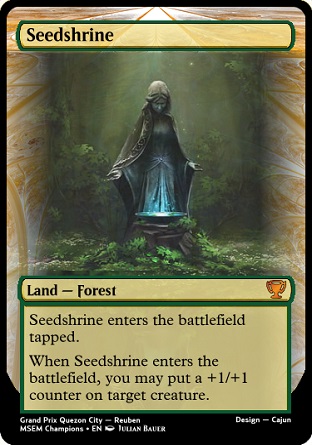 Seedshrine
Land — Forest
Seedshrine enters the battlefield
tapped.
When Seedshrine enters the
battlefield, you may put a +1/+1
counter on target creature.
Grand Prix Quezon City — Reuben
Design — Cajun
MSEM Champions • EN JULIAN BAUER